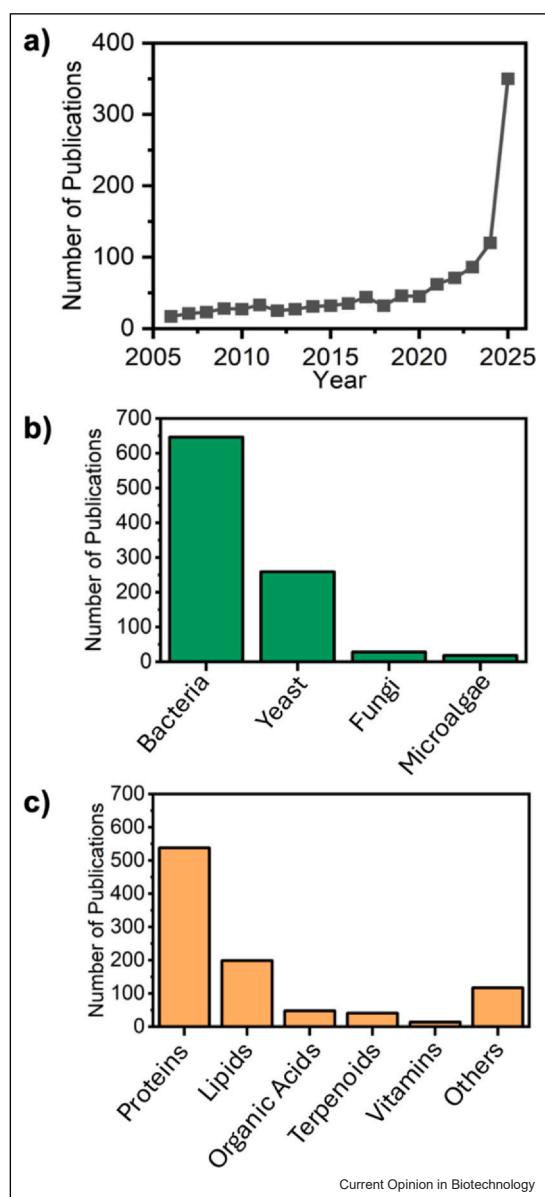 a)
400
300
200
100
0
Number of Publications
2005 2010 2015 2020 2025
Year
b)
700
600
500
400
300
200
100
0
Number of Publications
Bacteria
Yeast
Fungi
Microalgae
c)
700
600
500
400
300
200
100
0
Number of Publications
Proteins
Lipids
Organic Acids
Terpenoids
Vitamins
Others
Current Opinion in Biotechnology